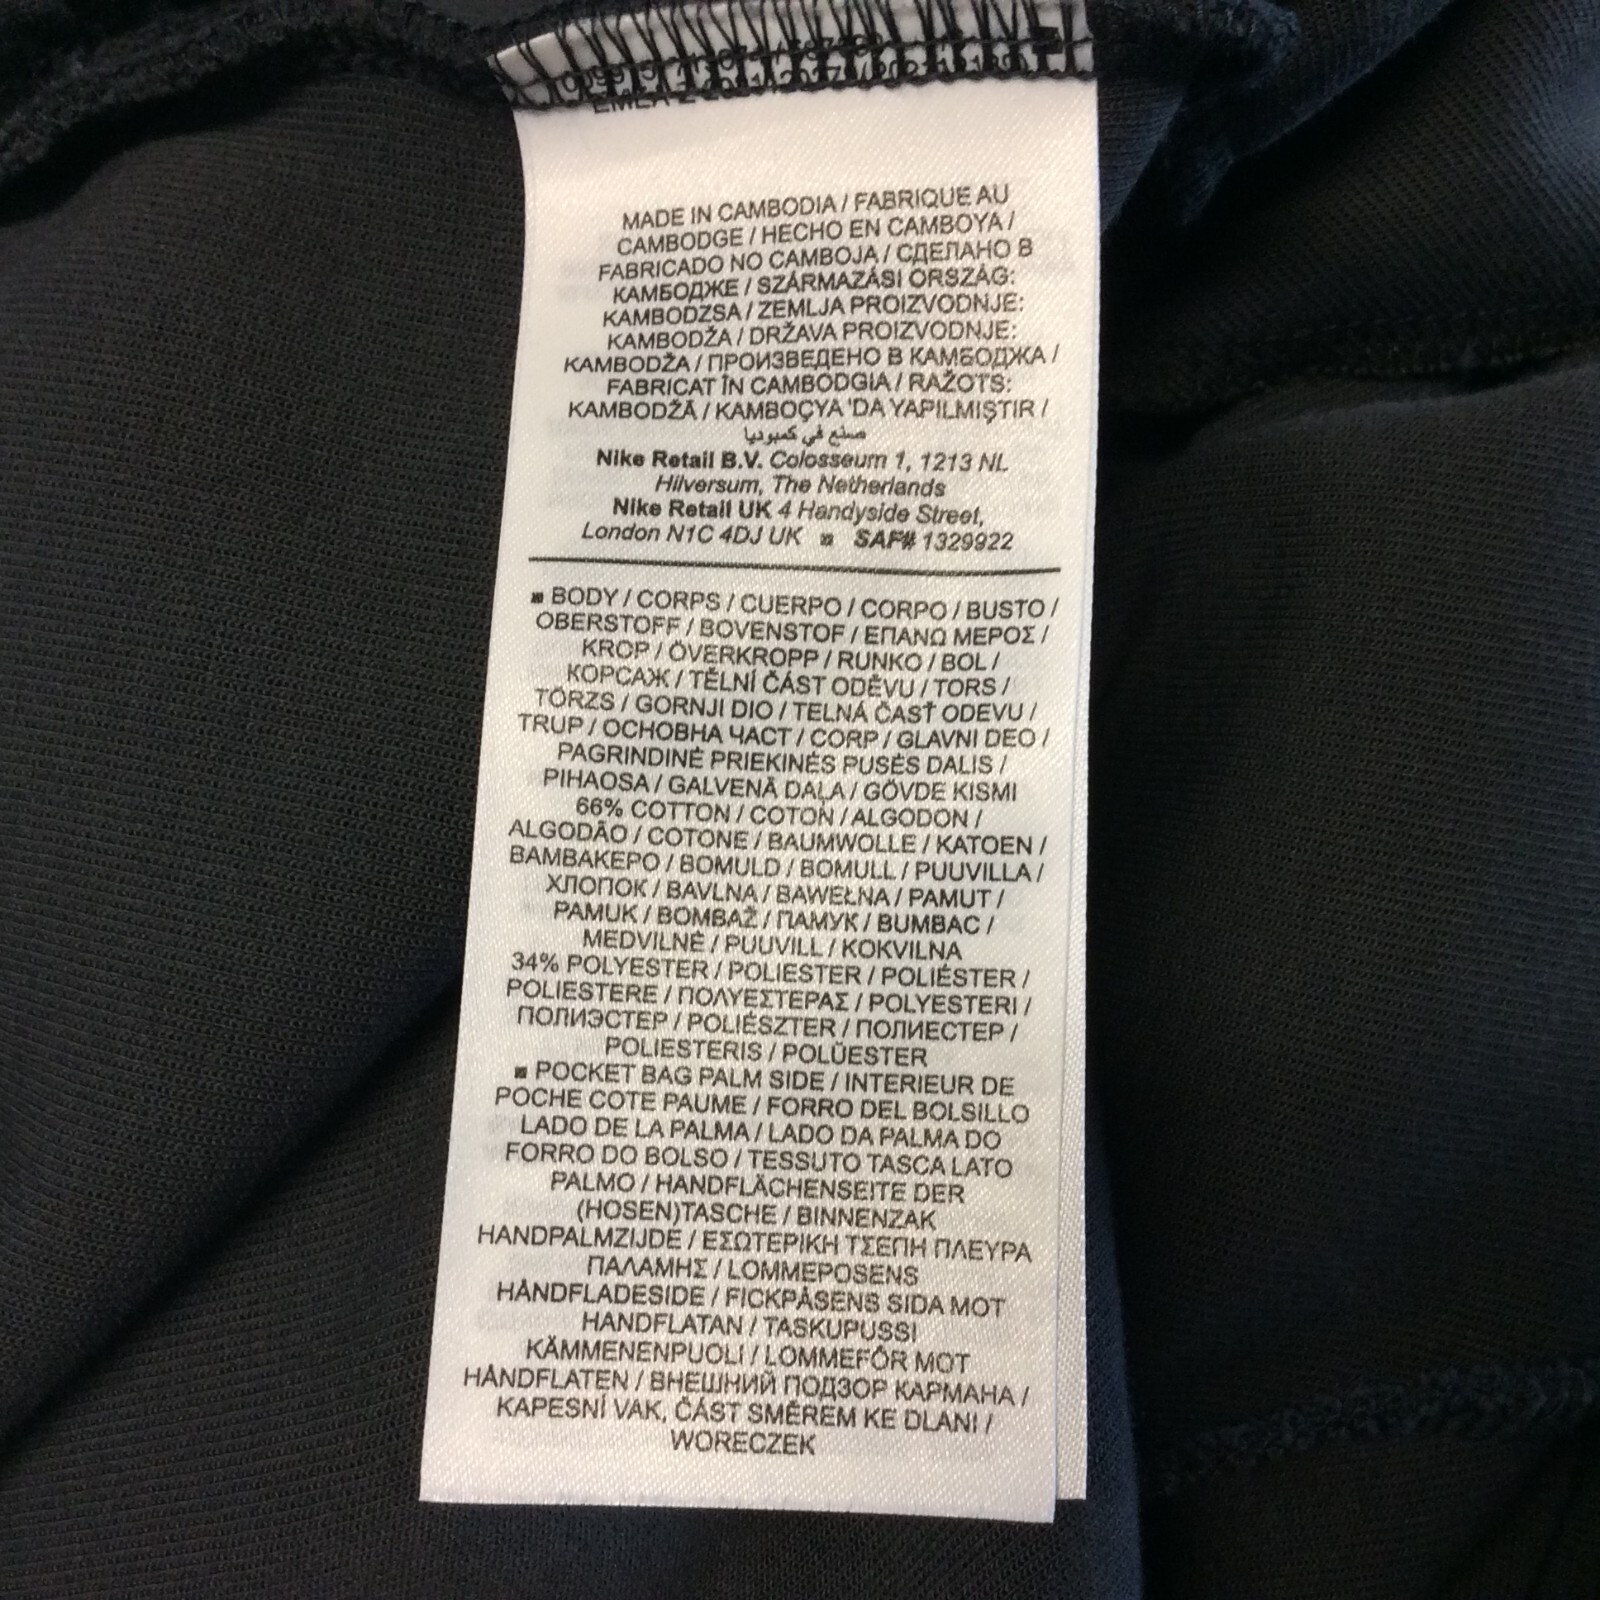 MADE IN CAMBODIA / FABRIQUE AU
CAMBODGE / HECHO EN CAMBOYA /
FABRICADO NO CAMBOJA / СДЕЛАНО В
КАМБОДЖЕ / SZÁRMAZÁSI ORSZÁG:
KAMBODZSA / ZEMLJA PROIZVODNJE:
KAMBODŽA / DRŽAVA PROIZVODNJE:
KAMBODŽA / ПРОИЗВЕДЕНО В КАМБОДЖА /
FABRICAT ÎN CAMBODGIA / RAŽOTS:
KAMBODŽĀ / KAMBOÇYA 'DA YAPILMIŞTIR /
صنع في كمبوديا
Nike Retail B.V. Colosseum 1, 1213 NL
Hilversum, The Netherlands
Nike Retail UK 4 Handyside Street,
London N1C 4DJ UK ■ SAF# 1329922
■ BODY / CORPS / CUERPO / CORPO / BUSTO /
OBERSTOFF / BOVENSTOF / ΕΠΑΝΩ ΜΕΡΟΣ /
KROP / ÖVERKROPP / RUNKO / BOL /
КОРСАЖ / TĚLNÍ ČÁST ODĚVU / TORS /
TÖRZS / GORNJI DIO / TELNÁ ČASŤ ODEVU /
TRUP / ОСНОВНА ЧАСТ / CORP / GLAVNI DEO /
PAGRINDINĖ PRIEKINĖS PUSĖS DALIS /
PIHAOSA / GALVENĀ DAĻA / GÖVDE KISMI
66% COTTON / COTON / ALGODON /
ALGODÃO / COTONE / BAUMWOLLE / KATOEN /
ΒΑΜΒΑΚΕΡΟ / BOMULD / BOMULL / PUUVILLA /
ХЛОПОК / BAVLNA / BAWEŁNA / PAMUT /
PAMUK / BOMBAŽ / ПАМУК / BUMBAC /
MEDVILNĖ / PUUVILL / KOKVILNA
34% POLYESTER / POLIESTER / POLIÉSTER /
POLIESTERE / ΠΟΛΥΕΣΤΕΡΑΣ / POLYESTERI /
ПОЛИЭСТЕР / POLIÉSZTER / ПОЛИЕСТЕР /
POLIESTERIS / POLÜESTER
■ POCKET BAG PALM SIDE / INTERIEUR DE
POCHE COTE PAUME / FORRO DEL BOLSILLO
LADO DE LA PALMA / LADO DA PALMA DO
FORRO DO BOLSO / TESSUTO TASCA LATO
PALMO / HANDFLÄCHENSEITE DER
(HOSEN)TASCHE / BINNENZAK
HANDPALMZIJDE / ΕΣΩΤΕΡΙΚΗ ΤΣΕΠΗ ΠΛΕΥΡΑ
ΠΑΛΑΜΗΣ / LOMMEPOSENS
HÅNDFLADESIDE / FICKPÅSENS SIDA MOT
HANDFLATAN / TASKUPUSSI
KÄMMENENPUOLI / LOMMEFÔR MOT
HÅNDFLATEN / ВНЕШНИЙ ПОДЗОР КАРМАНА /
KAPESNÍ VAK, ČÁST SMĚREM KE DLANI /
WORECZEK